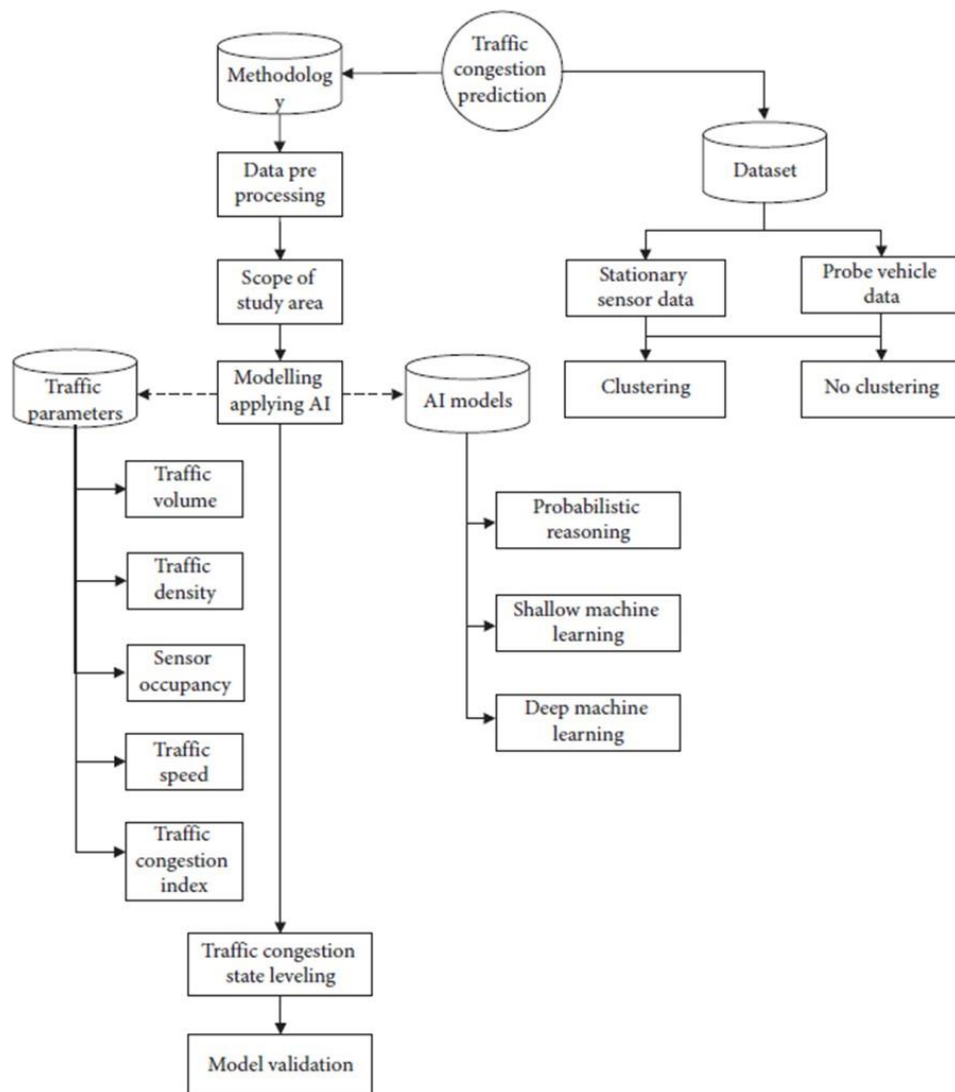 Traffic
congestion
prediction
Methodolog
y
Dataset
Data pre
processing
Scope of
study area
Stationary
sensor data
Probe vehicle
data
Clustering
No clustering
Traffic
parameters
Modelling
applying AI
AI models
Traffic
volume
Traffic
density
Sensor
occupancy
Traffic
speed
Traffic
congestion
index
Probabilistic
reasoning
Shallow machine
learning
Deep machine
learning
Traffic congestion
state leveling
Model validation